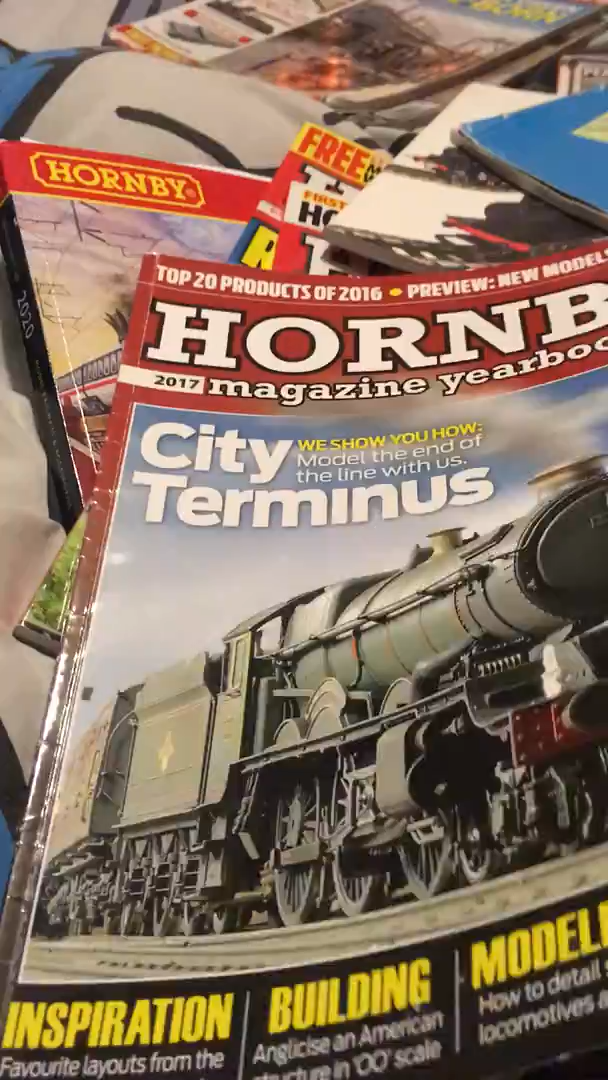 HORNBY
2020
FREE
FIRST
HO
TOP 20 PRODUCTS OF 2016 • PREVIEW: NEW MODELS
HORNB
2017 magazine yearboo
City
Terminus
WE SHOW YOU HOW:
Model the end of
the line with us.
INSPIRATION
Favourite layouts from the
BUILDING
Anglicise an American
structure in 'OO' scale
MODEL
How to detail
locomotives